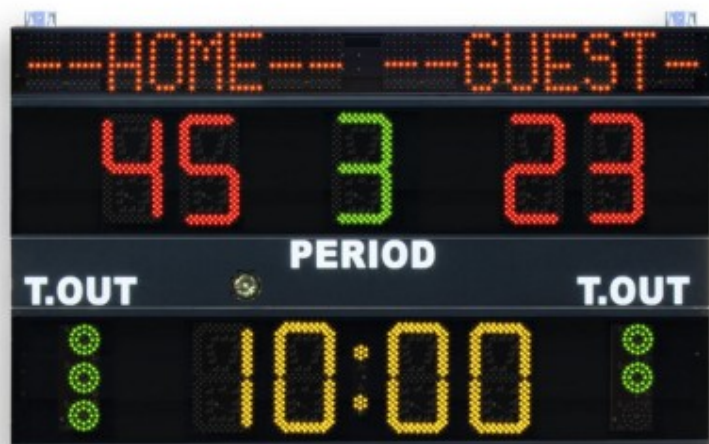 --HOME-- --GUEST-
45 3 23
PERIOD
T.OUT T.OUT
10:00